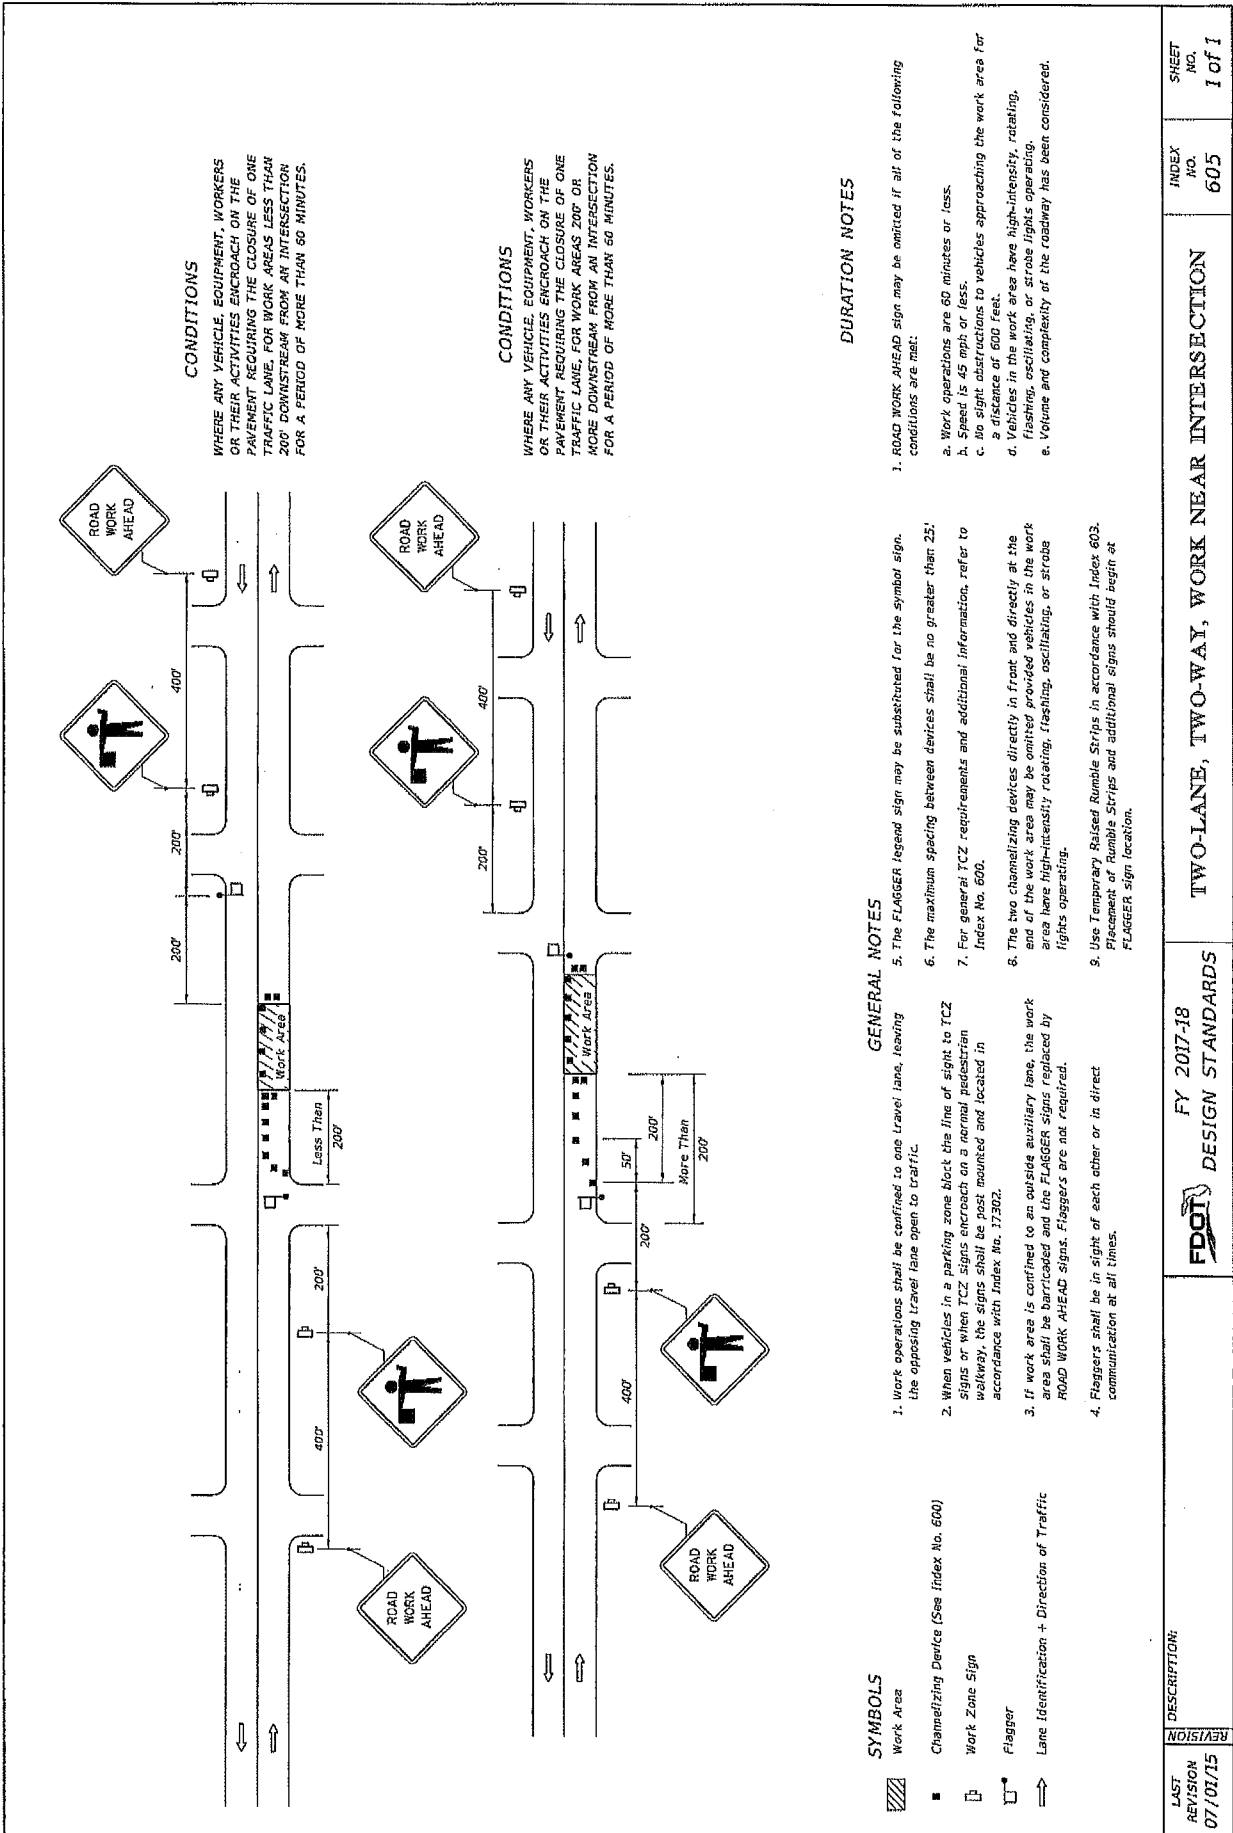 ROAD
WORK
AHEAD
400'
200'
200'
Work Area
Less Than
200'
200'
400'
ROAD
WORK
AHEAD
CONDITIONS
WHERE ANY VEHICLE, EQUIPMENT, WORKERS
OR THEIR ACTIVITIES ENCROACH ON THE
PAVEMENT REQUIRING THE CLOSURE OF ONE
TRAFFIC LANE, FOR WORK AREAS LESS THAN
200' DOWNSTREAM FROM AN INTERSECTION
FOR A PERIOD OF MORE THAN 60 MINUTES.
ROAD
WORK
AHEAD
400'
200'
Work Area
50'
200'
More Than
200'
200'
400'
ROAD
WORK
AHEAD
CONDITIONS
WHERE ANY VEHICLE, EQUIPMENT, WORKERS
OR THEIR ACTIVITIES ENCROACH ON THE
PAVEMENT REQUIRING THE CLOSURE OF ONE
TRAFFIC LANE, FOR WORK AREAS 200' OR
MORE DOWNSTREAM FROM AN INTERSECTION
FOR A PERIOD OF MORE THAN 60 MINUTES.
SYMBOLS
Work Area
Channelizing Device (See Index No. 600)
Work Zone Sign
Flagger
Lane Identification + Direction of Traffic
GENERAL NOTES
1. Work operations shall be confined to one travel lane, leaving
the opposing travel lane open to traffic.
2. When vehicles in a parking zone block the line of sight to TCZ
signs or when TCZ signs encroach on a normal pedestrian
walkway, the signs shall be post mounted and located in
accordance with Index No. 17302.
3. If work area is confined to an outside auxiliary lane, the work
area shall be barricaded and the FLAGGER signs replaced by
ROAD WORK AHEAD signs. Flaggers are not required.
4. Flaggers shall be in sight of each other or in direct
communication at all times.
5. The FLAGGER legend sign may be substituted for the symbol sign.
6. The maximum spacing between devices shall be no greater than 25'.
7. For general TCZ requirements and additional information, refer to
Index No. 600.
8. The two channelizing devices directly in front and directly at the
end of the work area may be omitted provided vehicles in the work
area have high-intensity rotating, flashing, oscillating, or strobe
lights operating.
9. Use Temporary Raised Rumble Strips in accordance with Index 603.
Placement of Rumble Strips and additional signs should begin at
FLAGGER sign location.
DURATION NOTES
1. ROAD WORK AHEAD sign may be omitted if all of the following
conditions are met:
a. Work operations are 60 minutes or less.
b. Speed is 45 mph or less.
c. No sight obstructions to vehicles approaching the work area for
a distance of 600 feet.
d. Vehicles in the work area have high-intensity, rotating,
flashing, oscillating, or strobe lights operating.
e. Volume and complexity of the roadway has been considered.
LAST
REVISION
07/01/15
REVISION
DESCRIPTION:
FDOT
FY 2017-18
DESIGN STANDARDS
TWO-LANE, TWO-WAY, WORK NEAR INTERSECTION
INDEX
NO.
605
SHEET
NO.
1 of 1